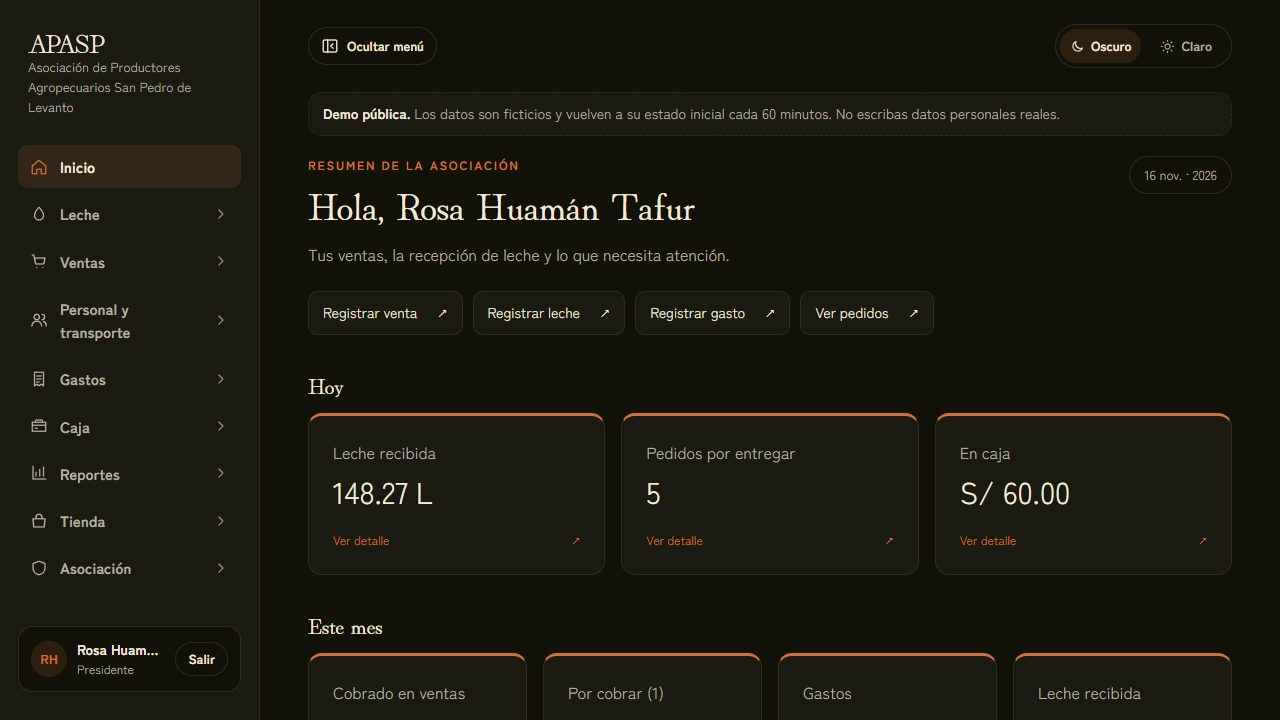 APASP
Asociación de Productores
Agropecuarios San Pedro de
Levanto
Inicio
Leche
Ventas
Personal y
transporte
Gastos
Caja
Reportes
Tienda
Asociación
RH
Rosa Huam...
Presidente
Salir
Ocultar menú
Oscuro
Claro
Demo pública. Los datos son ficticios y vuelven a su estado inicial cada 60 minutos. No escribas datos personales reales.
RESUMEN DE LA ASOCIACIÓN
16 nov. · 2026
Hola, Rosa Huamán Tafur
Tus ventas, la recepción de leche y lo que necesita atención.
Registrar venta ↗
Registrar leche ↗
Registrar gasto ↗
Ver pedidos ↗
Hoy
Leche recibida
148.27 L
Ver detalle ↗
Pedidos por entregar
5
Ver detalle ↗
En caja
S/ 60.00
Ver detalle ↗
Este mes
Cobrado en ventas
Por cobrar (1)
Gastos
Leche recibida